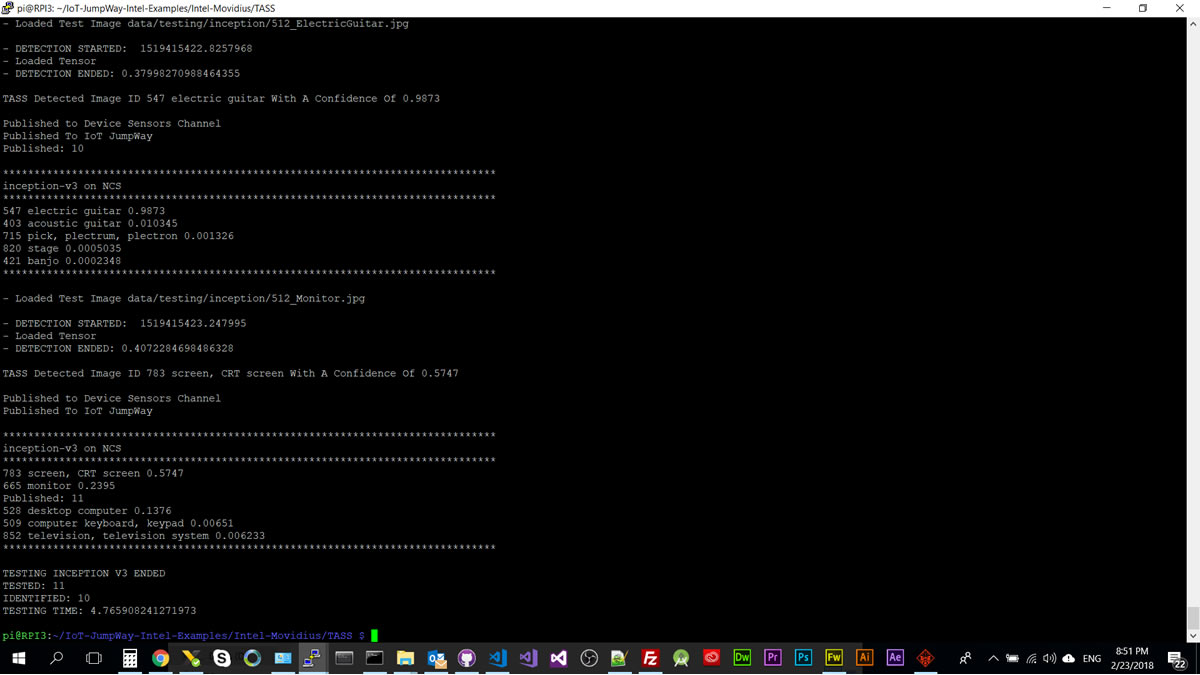 pi@RPI3: ~/IoT-JumpWay-Intel-Examples/Intel-Movidius/TASS
- Loaded Test Image data/testing/inception/512_ElectricGuitar.jpg
- DETECTION STARTED:  1519415422.8257968
- Loaded Tensor
- DETECTION ENDED: 0.37998270988464355
TASS Detected Image ID 547 electric guitar With A Confidence Of 0.9873
Published to Device Sensors Channel
Published To IoT JumpWay
Published: 10
*******************************************************************************
inception-v3 on NCS
*******************************************************************************
547 electric guitar 0.9873
403 acoustic guitar 0.010345
715 pick, plectrum, plectron 0.001326
820 stage 0.0005035
421 banjo 0.0002348
*******************************************************************************
- Loaded Test Image data/testing/inception/512_Monitor.jpg
- DETECTION STARTED:  1519415423.247995
- Loaded Tensor
- DETECTION ENDED: 0.4072284698486328
TASS Detected Image ID 783 screen, CRT screen With A Confidence Of 0.5747
Published to Device Sensors Channel
Published To IoT JumpWay
*******************************************************************************
inception-v3 on NCS
*******************************************************************************
783 screen, CRT screen 0.5747
665 monitor 0.2395
Published: 11
528 desktop computer 0.1376
509 computer keyboard, keypad 0.00651
852 television, television system 0.006233
*******************************************************************************
TESTING INCEPTION V3 ENDED
TESTED: 11
IDENTIFIED: 10
TESTING TIME: 4.765908241271973
pi@RPI3:~/IoT-JumpWay-Intel-Examples/Intel-Movidius/TASS $
Dw Pr Ps Fw Ai Ae
ENG
8:51 PM
2/23/2018
22